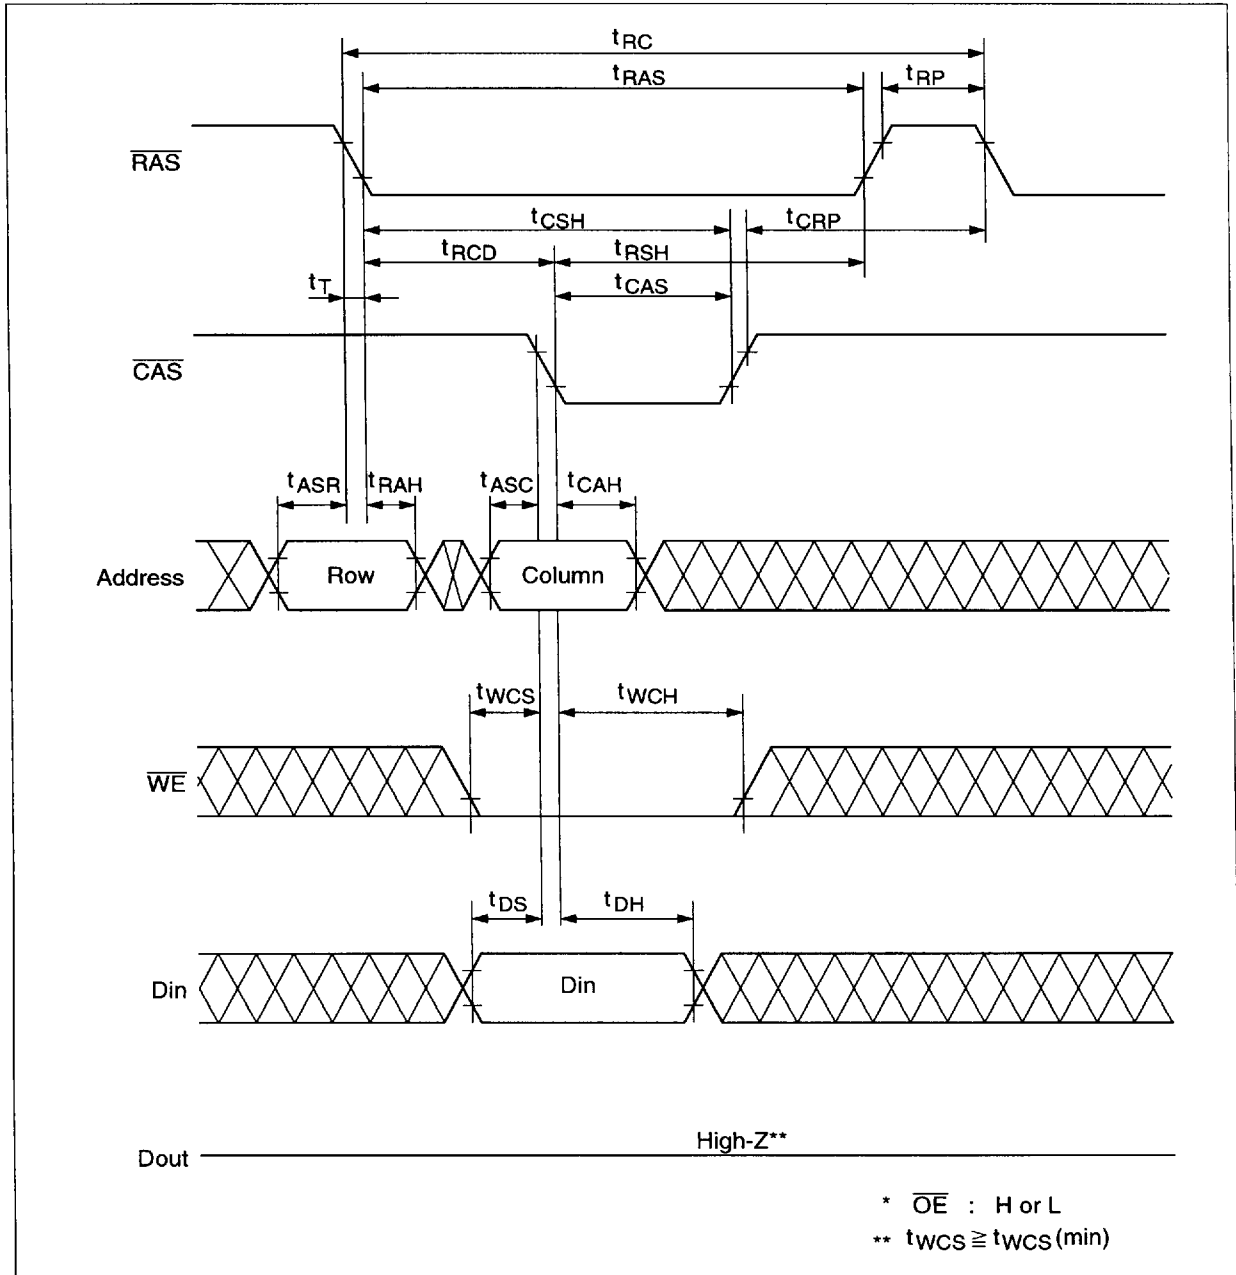 tRC
tRAS
tRP
RAS
tCSH
tCRP
tRCD
tRSH
tT
tCAS
CAS
tASR
tRAH
tASC
tCAH
Address
Row
Column
tWCS
tWCH
WE
tDS
tDH
Din
Din
High-Z**
Dout
* OE : H or L
** tWCS ≧ tWCS (min)